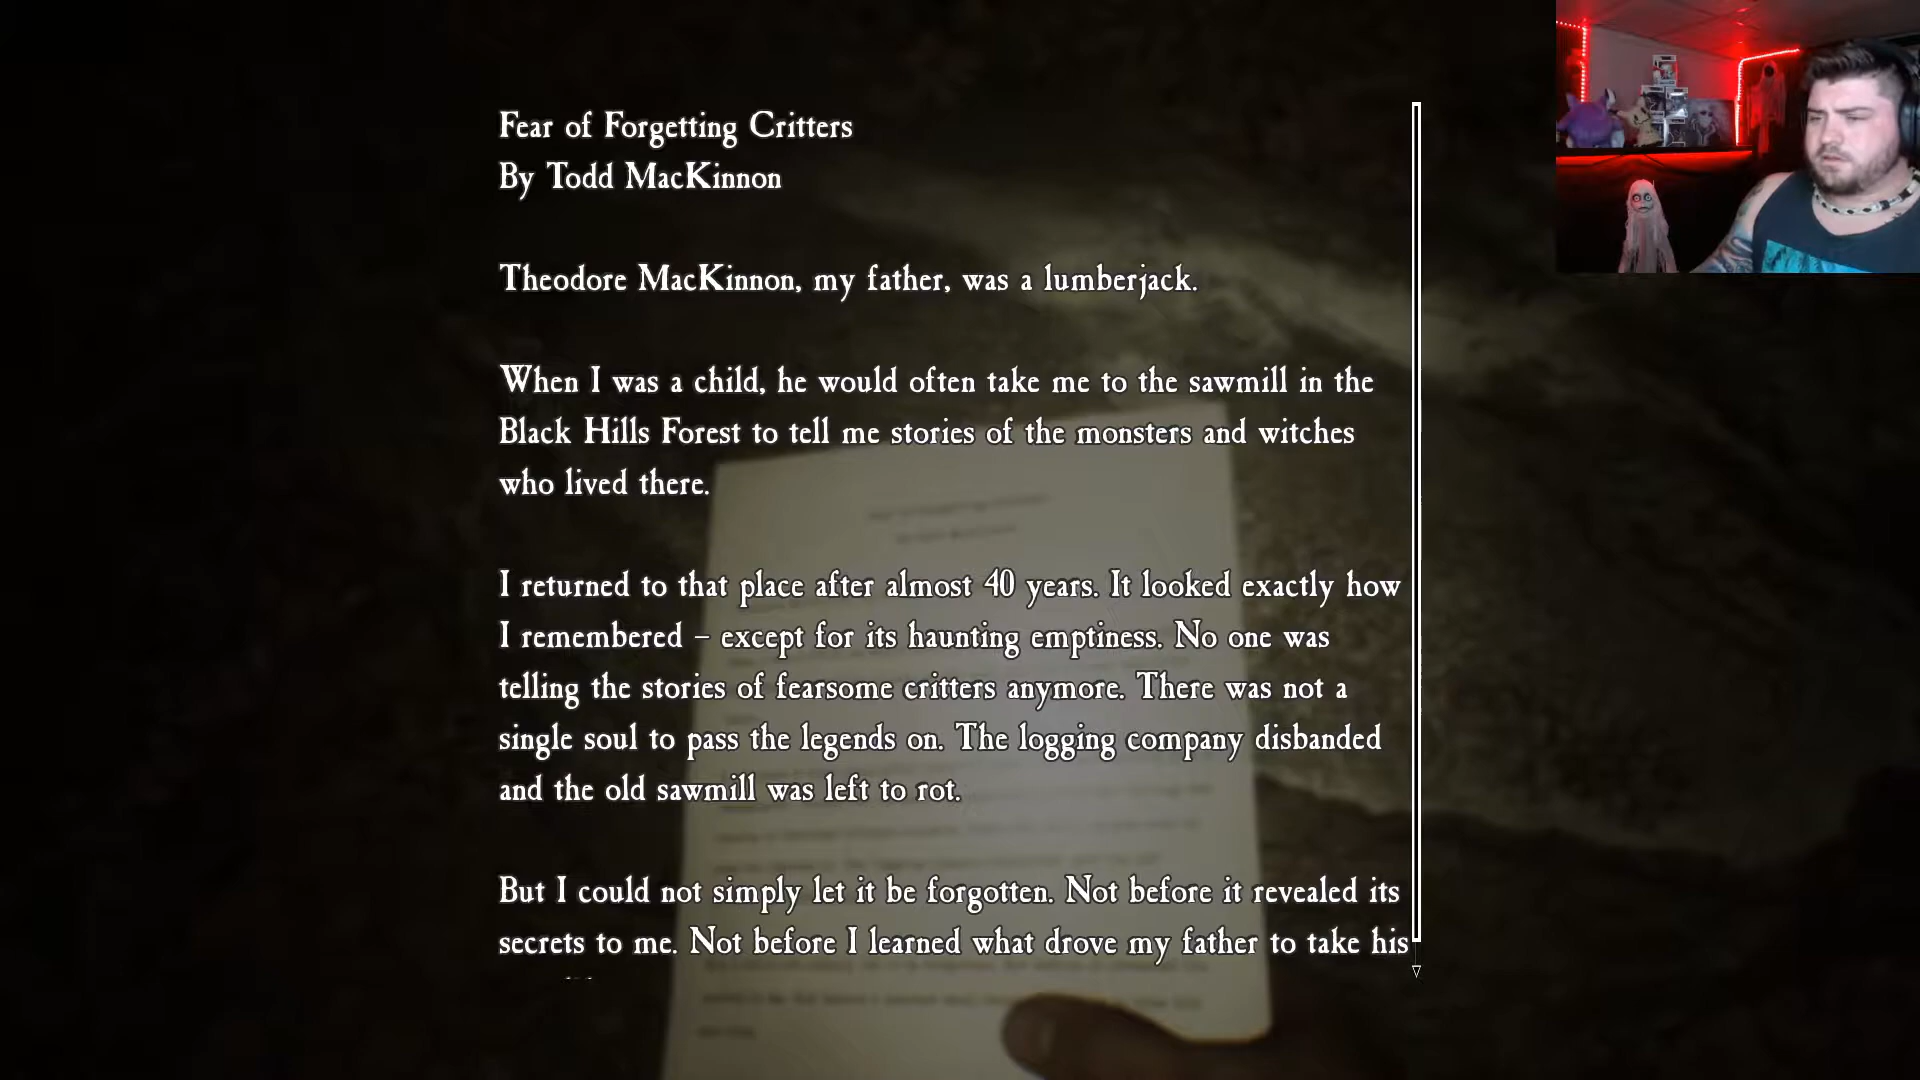 Fear of Forgetting Critters
By Todd MacKinnon
Theodore MacKinnon, my father, was a lumberjack.
When I was a child, he would often take me to the sawmill in the
Black Hills Forest to tell me stories of the monsters and witches
who lived there.
I returned to that place after almost 40 years. It looked exactly how
I remembered – except for its haunting emptiness. No one was
telling the stories of fearsome critters anymore. There was not a
single soul to pass the legends on. The logging company disbanded
and the old sawmill was left to rot.
But I could not simply let it be forgotten. Not before it revealed its
secrets to me. Not before I learned what drove my father to take his